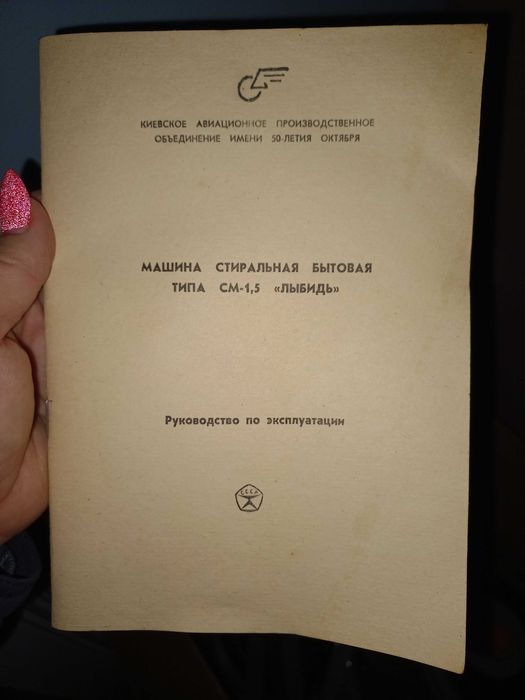 КИЕВСКОЕ АВИАЦИОННОЕ ПРОИЗВОДСТВЕННОЕ
ОБЪЕДИНЕНИЕ ИМЕНИ 50-ЛЕТИЯ ОКТЯБРЯ
МАШИНА СТИРАЛЬНАЯ БЫТОВАЯ
ТИПА СМ-1,5 «ЛЫБИДЬ»
Руководство по эксплуатации
СССР